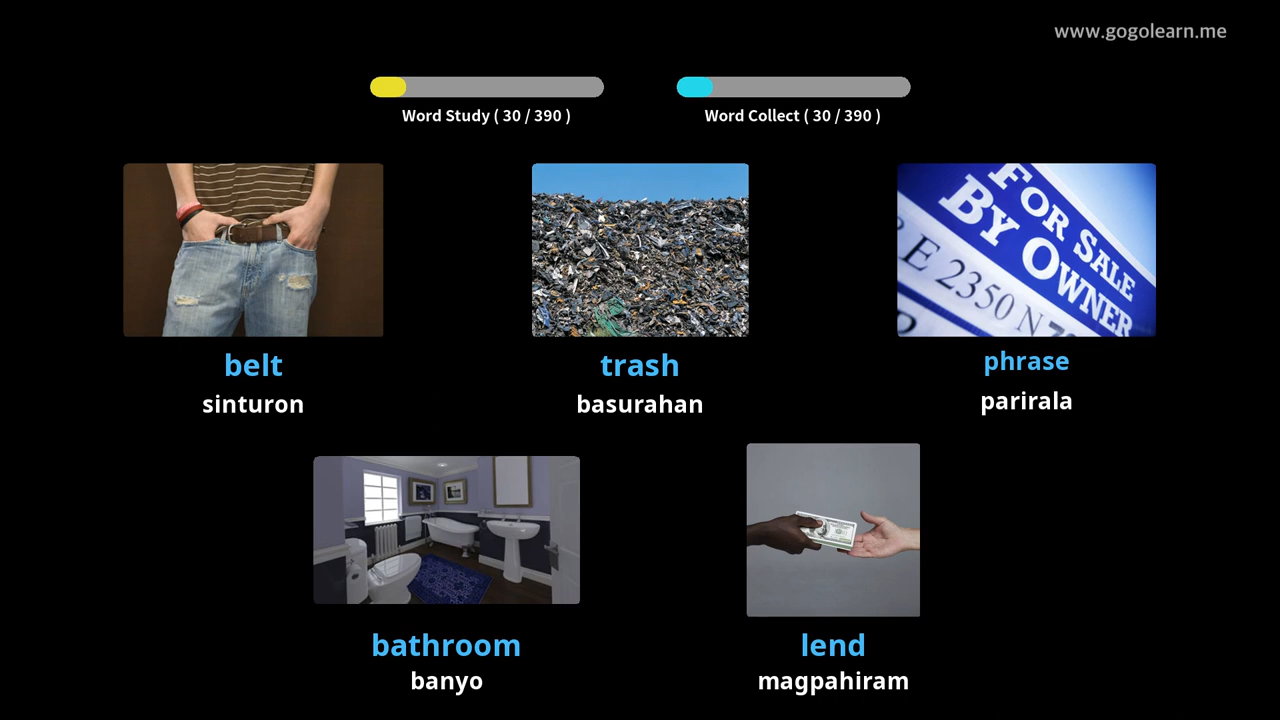 www.gogolearn.me
Word Study ( 30 / 390 )
Word Collect ( 30 / 390 )
FOR SALE
BY OWNER
E 2350 N
belt
trash
phrase
sinturon
basurahan
parirala
bathroom
lend
banyo
magpahiram